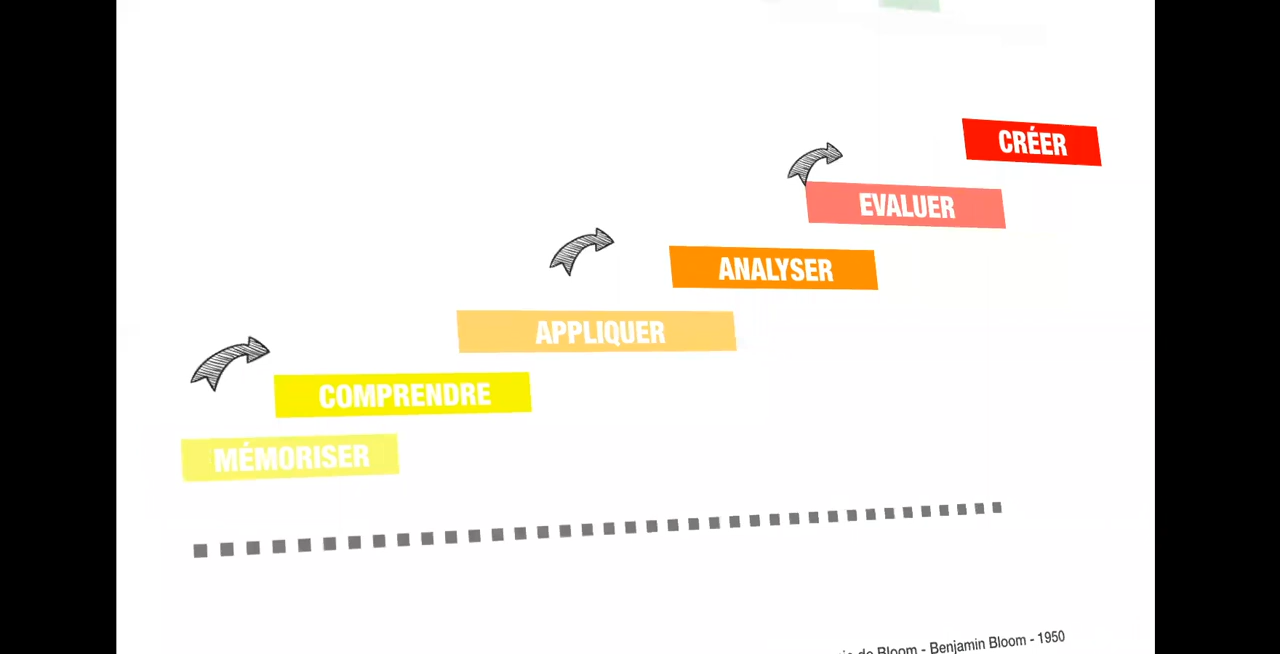 CRÉER
EVALUER
ANALYSER
APPLIQUER
COMPRENDRE
MÉMORISER
de Bloom - Benjamin Bloom - 1950